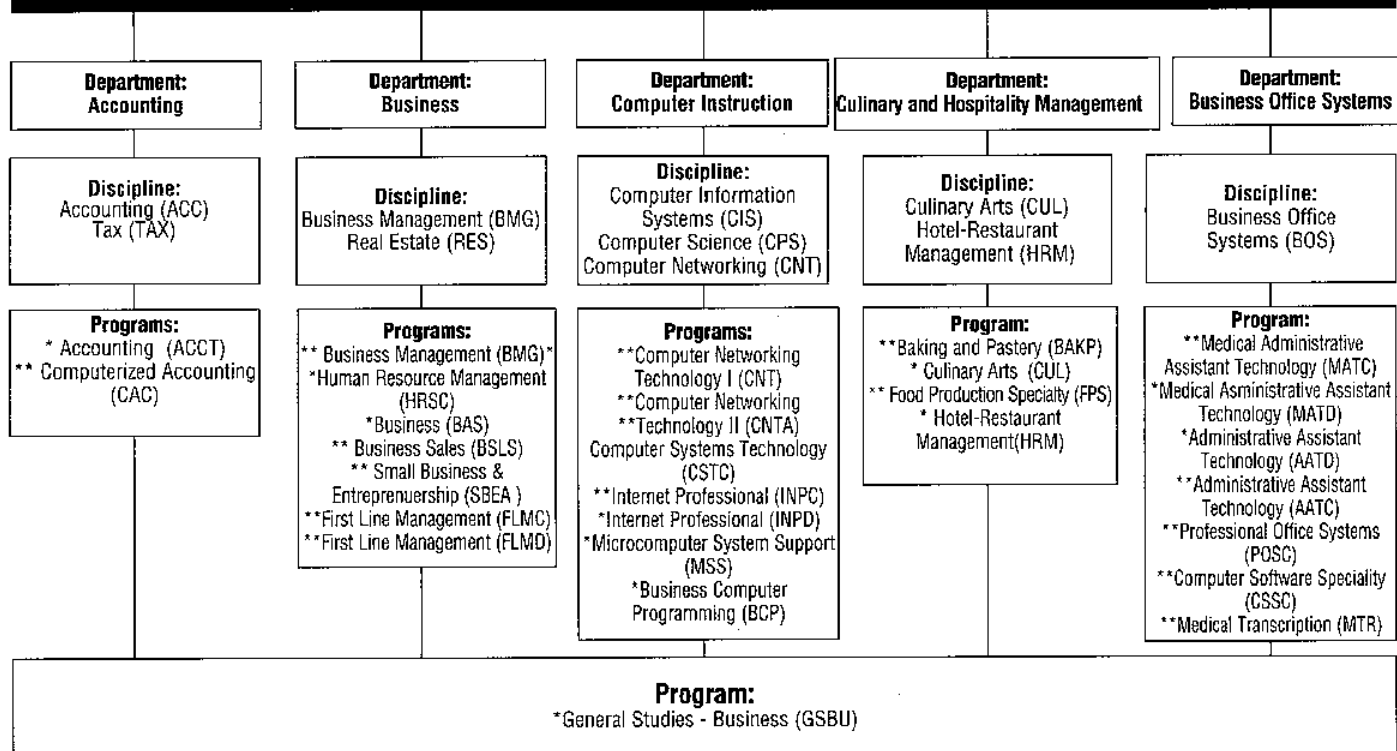 Department:
Accounting
Discipline:
Accounting (ACC)
Tax (TAX)
Programs:
* Accounting (ACCT)
** Computerized Accounting
(CAC)
Department:
Business
Discipline:
Business Management (BMG)
Real Estate (RES)
Programs:
** Business Management (BMG)*
*Human Resource Management
(HRSC)
*Business (BAS)
** Business Sales (BSLS)
** Small Business &
Entreprenuership (SBEA )
**First Line Management (FLMC)
**First Line Management (FLMD)
Department:
Computer Instruction
Discipline:
Computer Information
Systems (CIS)
Computer Science (CPS)
Computer Networking (CNT)
Programs:
**Computer Networking
Technology I (CNT)
**Computer Networking
**Technology II (CNTA)
Computer Systems Technology
(CSTC)
**Internet Professional (INPC)
*Internet Professional (INPD)
*Microcomputer System Support
(MSS)
*Business Computer
Programming (BCP)
Department:
Culinary and Hospitality Management
Discipline:
Culinary Arts (CUL)
Hotel-Restaurant
Management (HRM)
Program:
**Baking and Pastery (BAKP)
* Culinary Arts (CUL)
** Food Production Specialty (FPS)
* Hotel-Restaurant
Management(HRM)
Department:
Business Office Systems
Discipline:
Business Office
Systems (BOS)
Program:
**Medical Administrative
Assistant Technology (MATC)
*Medical Asministrative Assistant
Technology (MATD)
*Administrative Assistant
Technology (AATD)
**Administrative Assistant
Technology (AATC)
**Professional Office Systems
(POSC)
**Computer Software Speciality
(CSSC)
**Medical Transcription (MTR)
Program:
*General Studies - Business (GSBU)